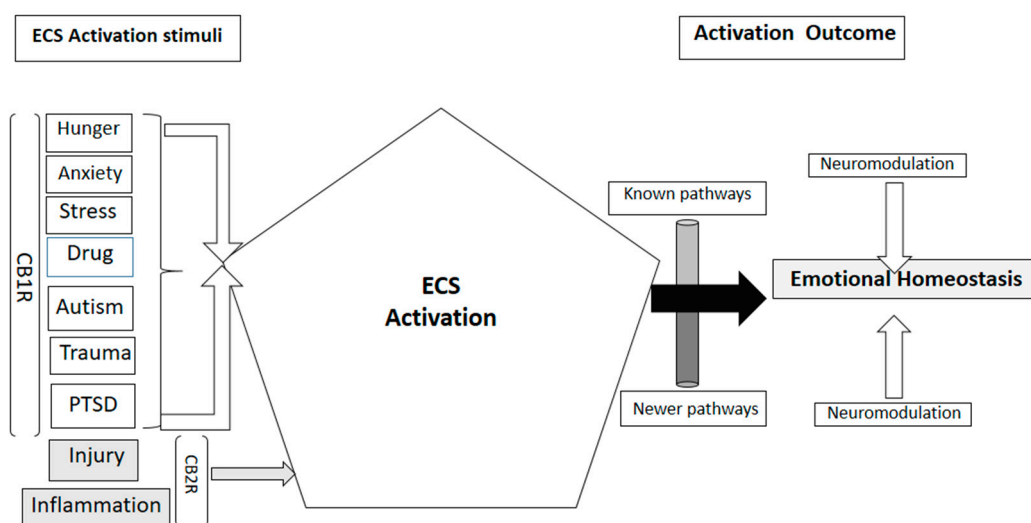 ECS Activation stimuli
Activation Outcome
CB1R
Hunger
Anxiety
Stress
Drug
Autism
Trauma
PTSD
Injury
Inflammation
CB2R
ECS
Activation
Known pathways
Newer pathways
Neuromodulation
Emotional Homeostasis
Neuromodulation